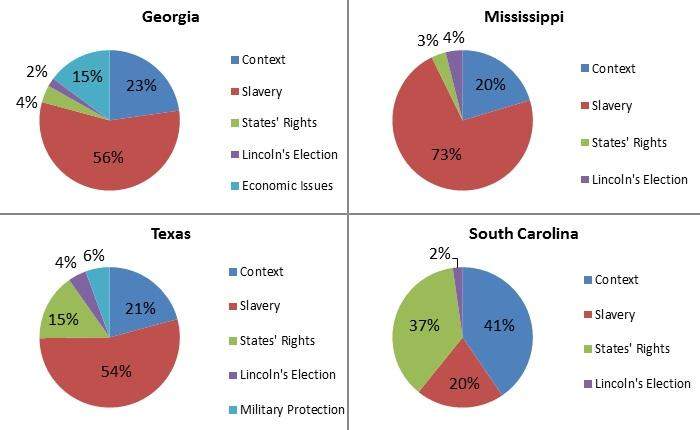 Georgia
2%
15%
23%
4%
56%
Context
Slavery
States' Rights
Lincoln's Election
Economic Issues
Mississippi
3%
4%
20%
73%
Context
Slavery
States' Rights
Lincoln's Election
Texas
4%
6%
21%
15%
54%
Context
Slavery
States' Rights
Lincoln's Election
Military Protection
South Carolina
2%
37%
41%
20%
Context
Slavery
States' Rights
Lincoln's Election